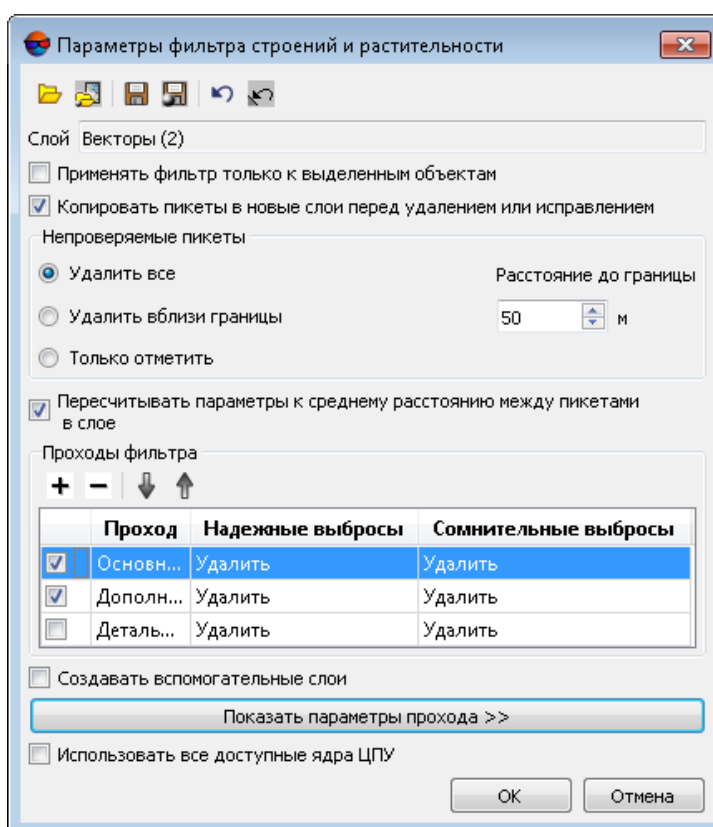 Параметры фильтра строений и растительности
Слой Векторы (2)
Применять фильтр только к выделенным объектам
Копировать пикеты в новые слои перед удалением или исправлением
Непроверяемые пикеты
Удалить все Расстояние до границы
Удалить вблизи границы 50 м
Только отметить
Пересчитывать параметры к среднему расстоянию между пикетами
в слое
Проходы фильтра
Проход Надежные выбросы Сомнительные выбросы
Основн... Удалить Удалить
Дополн... Удалить Удалить
Деталь... Удалить Удалить
Создавать вспомогательные слои
Показать параметры прохода >>
Использовать все доступные ядра ЦПУ
OK Отмена